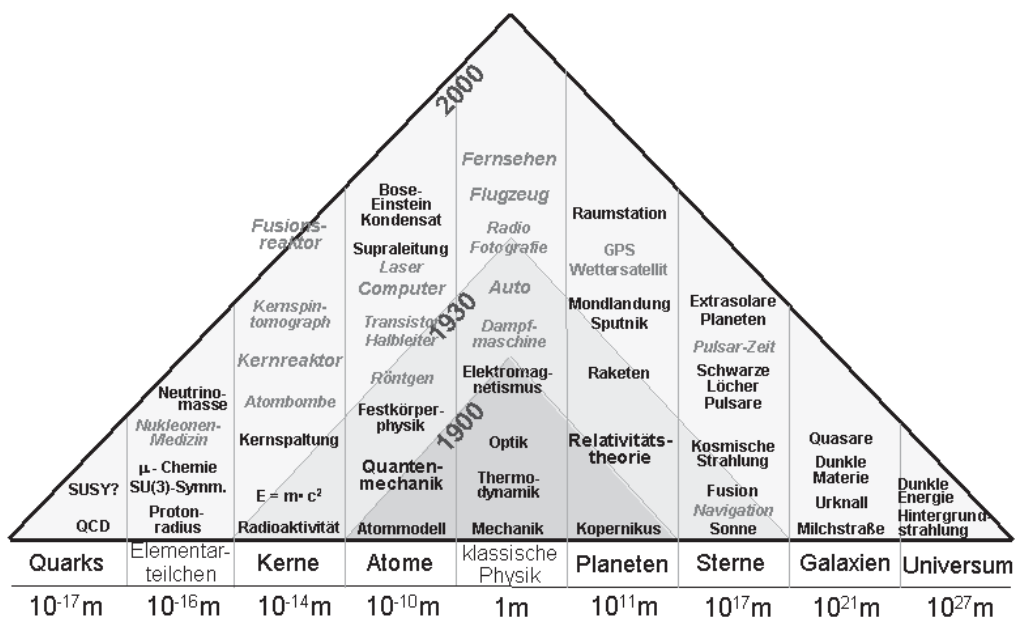 2000
1930
1900
SUSY?
QCD
Neutrino-
masse
Nukleonen-
Medizin
μ- Chemie
SU(3)-Symm.
Proton-
radius
Fusions-
reaktor
Kernspin-
tomograph
Kernreaktor
Atombombe
Kernspaltung
E = m• c²
Radioaktivität
Bose-
Einstein
Kondensat
Supraleitung
Laser
Computer
Transistor
Halbleiter
Röntgen
Festkörper-
physik
Quanten-
mechanik
Atommodell
Fernsehen
Flugzeug
Radio
Fotografie
Auto
Dampf-
maschine
Elektromag-
netismus
Optik
Thermo-
dynamik
Mechanik
Raumstation
GPS
Wettersatellit
Mondlandung
Sputnik
Raketen
Relativitäts-
theorie
Kopernikus
Extrasolare
Planeten
Pulsar-Zeit
Schwarze
Löcher
Pulsare
Kosmische
Strahlung
Fusion
Navigation
Sonne
Quasare
Dunkle
Materie
Urknall
Milchstraße
Dunkle
Energie
Hintergrund-
strahlung
Quarks
Elementar-
teilchen
Kerne
Atome
klassische
Physik
Planeten
Sterne
Galaxien
Universum
10⁻¹⁷m
10⁻¹⁶m
10⁻¹⁴m
10⁻¹⁰m
1m
10¹¹m
10¹⁷m
10²¹m
10²⁷m